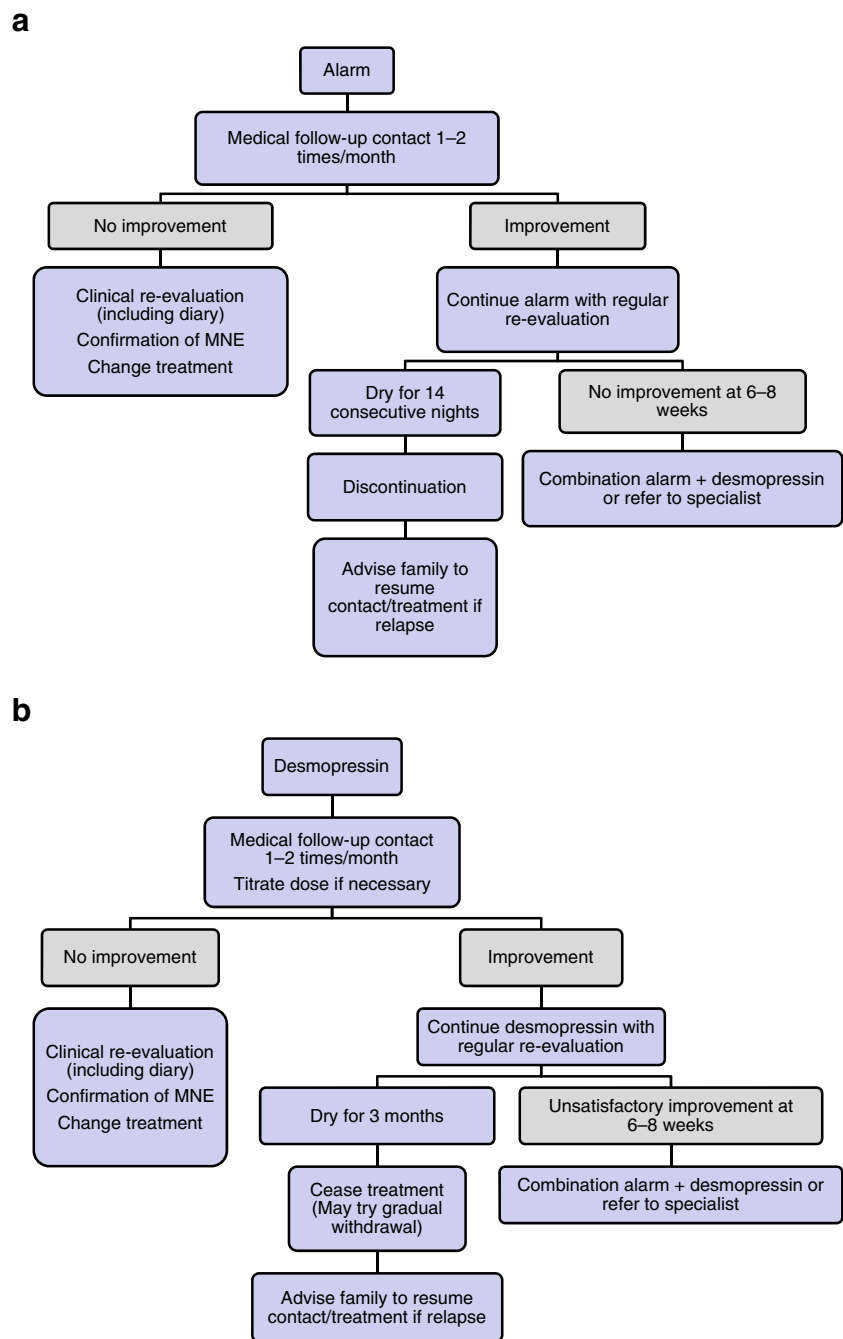 a
Alarm
Medical follow-up contact 1–2
times/month
No improvement
Improvement
Clinical re-evaluation
(including diary)
Confirmation of MNE
Change treatment
Continue alarm with regular
re-evaluation
Dry for 14
consecutive nights
No improvement at 6–8
weeks
Discontinuation
Combination alarm + desmopressin
or refer to specialist
Advise family to
resume
contact/treatment if
relapse
b
Desmopressin
Medical follow-up contact
1–2 times/month
Titrate dose if necessary
No improvement
Improvement
Clinical re-evaluation
(including diary)
Confirmation of MNE
Change treatment
Continue desmopressin with
regular re-evaluation
Dry for 3 months
Unsatisfactory improvement at
6–8 weeks
Cease treatment
(May try gradual
withdrawal)
Combination alarm + desmopressin or
refer to specialist
Advise family to resume
contact/treatment if relapse